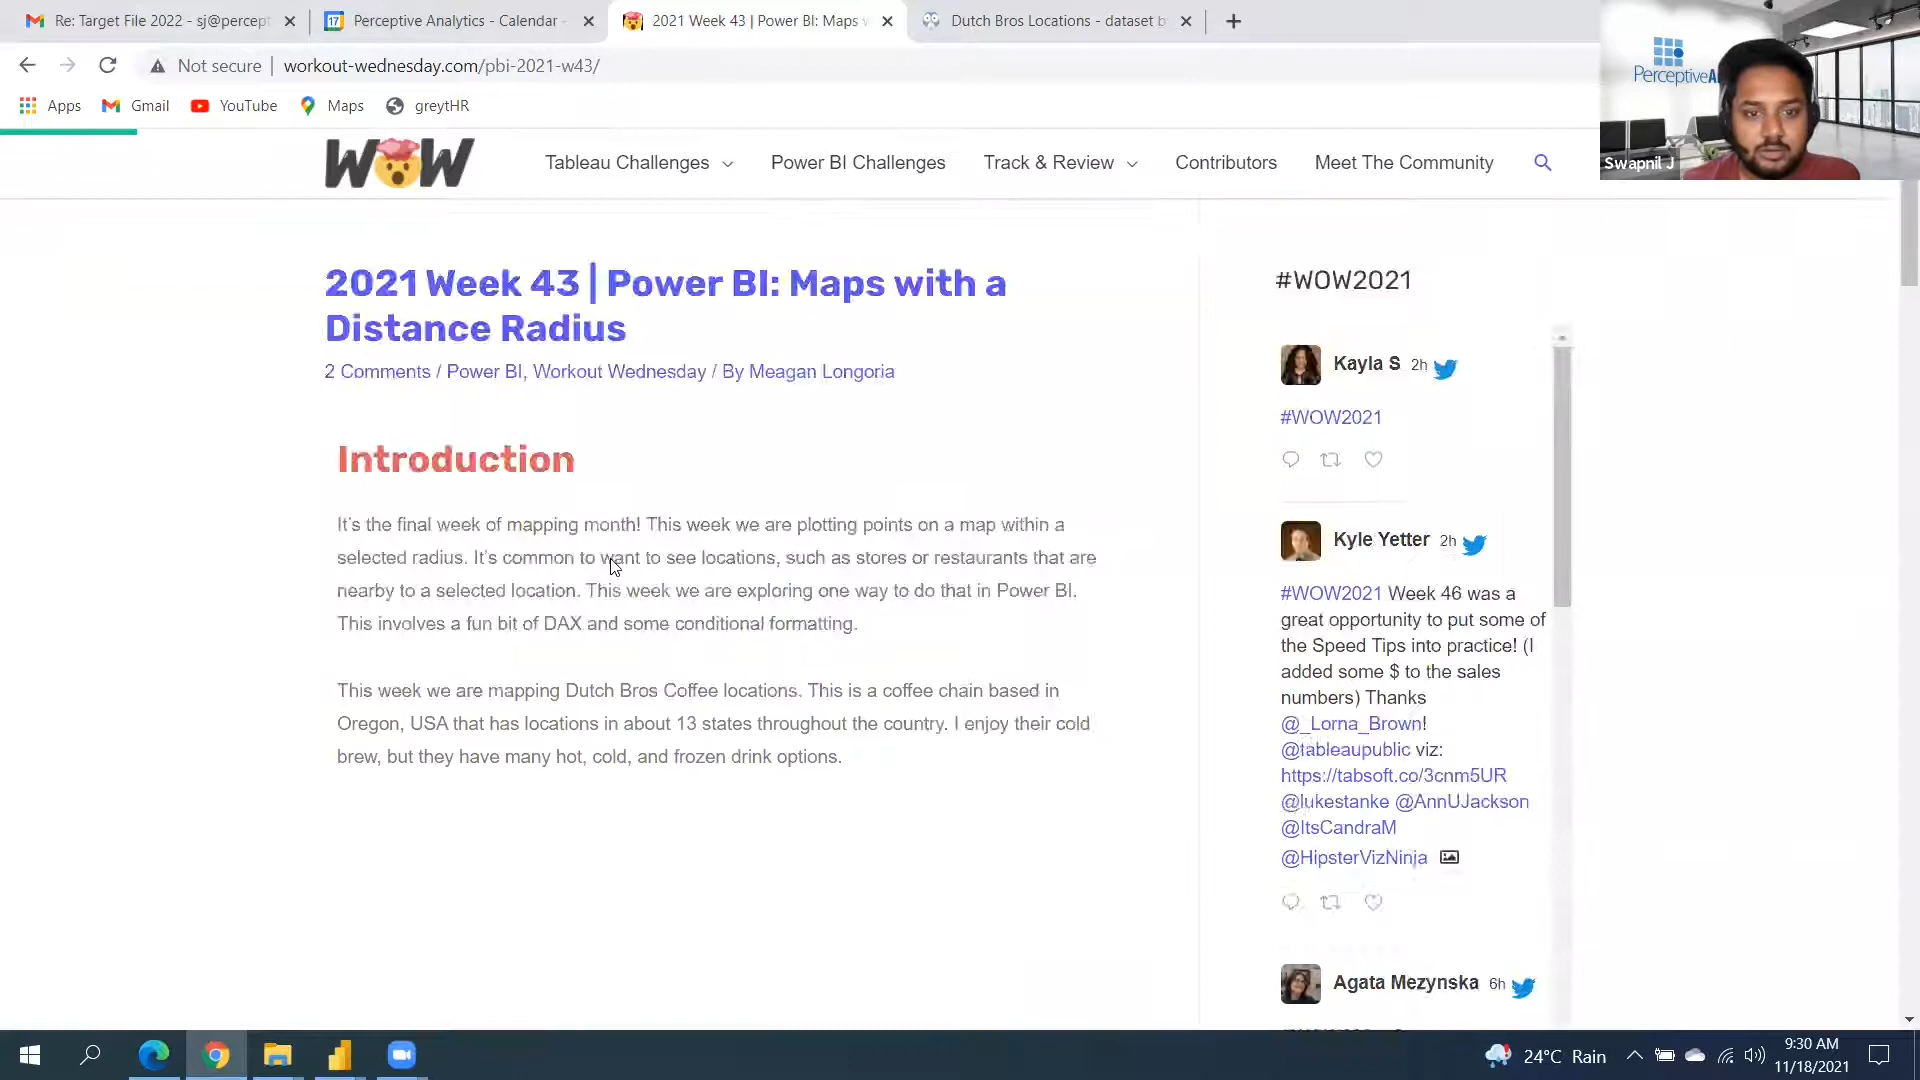 Re: Target File 2022 - sj@percept
Perceptive Analytics - Calendar -
2021 Week 43 | Power BI: Maps w
Dutch Bros Locations - dataset b
Not secure
workout-wednesday.com/pbi-2021-w43/
Apps
Gmail
YouTube
Maps
greytHR
PerceptiveA
Swapnil J
WOW
Tableau Challenges
Power BI Challenges
Track & Review
Contributors
Meet The Community
2021 Week 43 | Power BI: Maps with a
Distance Radius
2 Comments / Power BI, Workout Wednesday / By Meagan Longoria
Introduction
It's the final week of mapping month! This week we are plotting points on a map within a
selected radius. It's common to want to see locations, such as stores or restaurants that are
nearby to a selected location. This week we are exploring one way to do that in Power BI.
This involves a fun bit of DAX and some conditional formatting.
This week we are mapping Dutch Bros Coffee locations. This is a coffee chain based in
Oregon, USA that has locations in about 13 states throughout the country. I enjoy their cold
brew, but they have many hot, cold, and frozen drink options.
#WOW2021
Kayla S 2h
#WOW2021
Kyle Yetter 2h
#WOW2021 Week 46 was a
great opportunity to put some of
the Speed Tips into practice! (I
added some $ to the sales
numbers) Thanks
@_Lorna_Brown!
@tableaupublic viz:
https://tabsoft.co/3cnm5UR
@lukestanke @AnnUJackson
@ItsCandraM
@HipsterVizNinja
Agata Mezynska 6h
24°C Rain
9:30 AM
11/18/2021